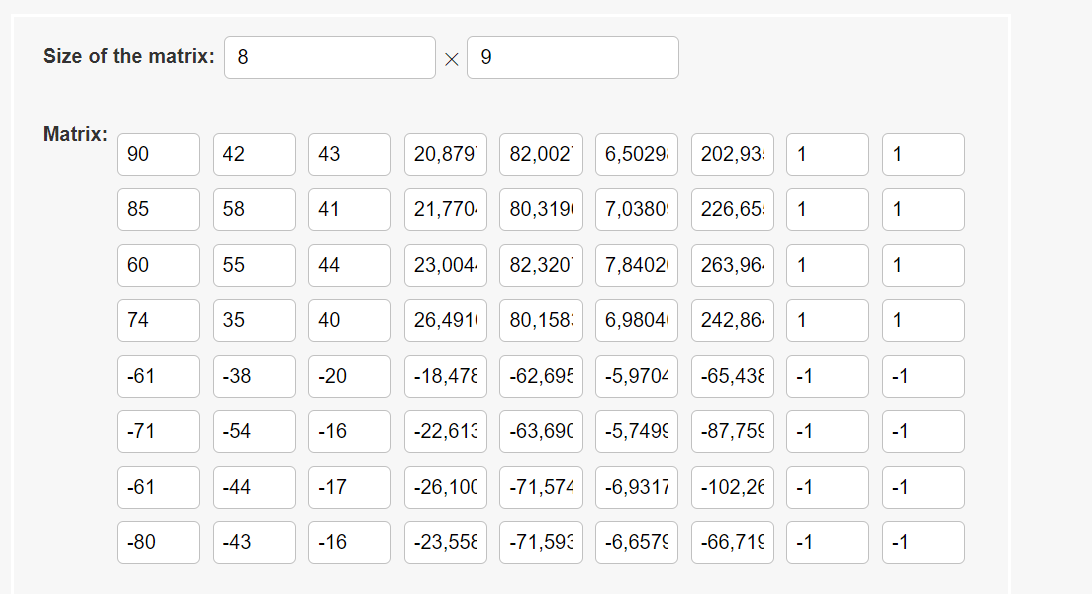 Size of the matrix: 8 × 9
Matrix:
90 42 43 20,879 82,002 6,5029 202,93 1 1
85 58 41 21,770 80,319 7,0380 226,65 1 1
60 55 44 23,004 82,320 7,8402 263,96 1 1
74 35 40 26,491 80,158 6,9804 242,86 1 1
-61 -38 -20 -18,478 -62,695 -5,9704 -65,438 -1 -1
-71 -54 -16 -22,613 -63,690 -5,7499 -87,759 -1 -1
-61 -44 -17 -26,100 -71,574 -6,9317 -102,26 -1 -1
-80 -43 -16 -23,558 -71,593 -6,6579 -66,719 -1 -1